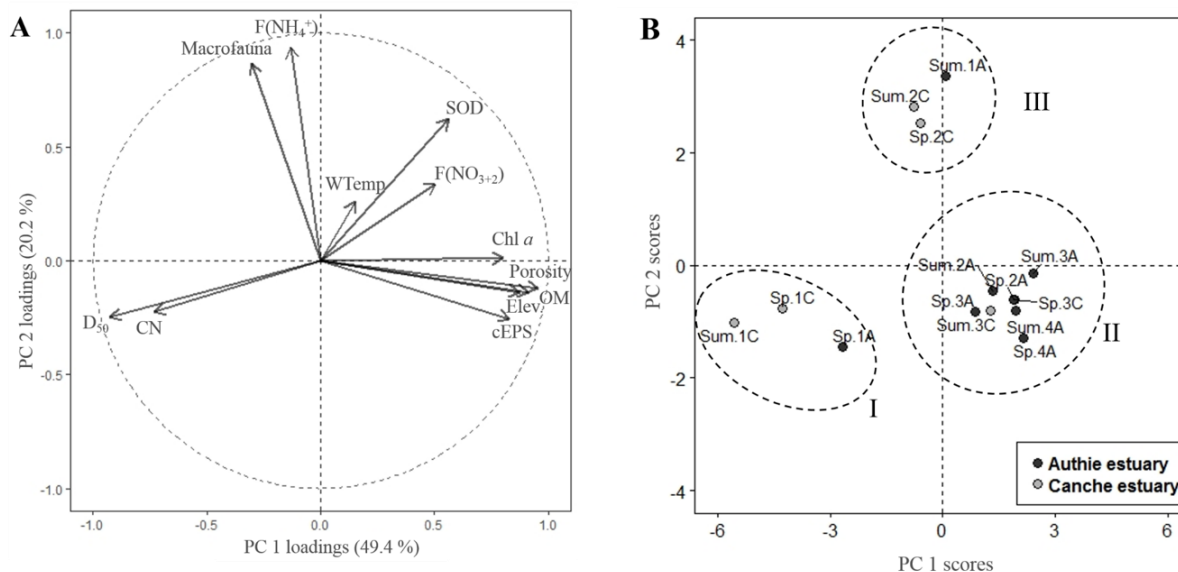 A
F(NH₄⁺)
Macrofauna
SOD
F(NO₃₊₂)
WTemp
Chl a
Porosity
OM
Elev
cEPS
D₅₀
CN
1.0
0.5
0.0
-0.5
-1.0
PC 2 loadings (20.2 %)
-1.0
-0.5
0.0
0.5
1.0
PC 1 loadings (49.4 %)
B
Sum.1A
Sum.2C
Sp.2C
III
Sum.2A
Sum.3A
Sp.2A
Sp.3A
Sp.3C
Sum.3C
Sum.4A
Sp.4A
II
Sp.1C
Sum.1C
Sp.1A
I
4
2
0
-2
-4
PC 2 scores
Authie estuary
Canche estuary
-6
-3
0
3
6
PC 1 scores